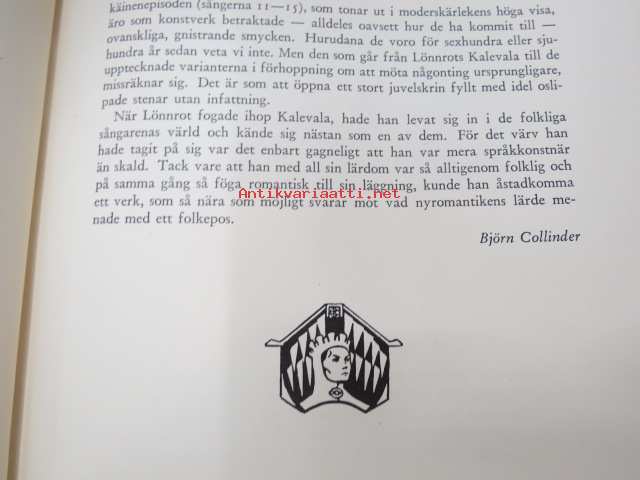 käinenepisoden (sångerna 11—15), som tonar ut i moderskärlekens höga visa,
äro som konstverk betraktade — alldeles oavsett hur de ha kommit till —
ovanskliga, gnistrande smycken. Hurudana de voro för sexhundra eller sju-
hundra år sedan veta vi inte. Men den som går från Lönnrots Kalevala till de
upptecknade varianterna i förhoppning om att möta någonting ursprungligare,
missräknar sig. Det är som att öppna ett stort juvelskrin fyllt med idel osli-
pade stenar utan infattning.
När Lönnrot fogade ihop Kalevala, hade han levat sig in i de folkliga
sångarenas värld och kände sig nästan som en av dem. För det värv han
hade tagit på sig var det enbart gagneligt att han var mera språkkonstnär
än skald. Tack vare att han med all sin lärdom var så alltigenom folklig och
på samma gång så föga romantisk till sin läggning, kunde han åstadkomma
Antikvariaatti.net
ett verk, som så nära som möjligt svarar mot vad nyromantikens lärde me-
nade med ett folkepos.
Björn Collinder